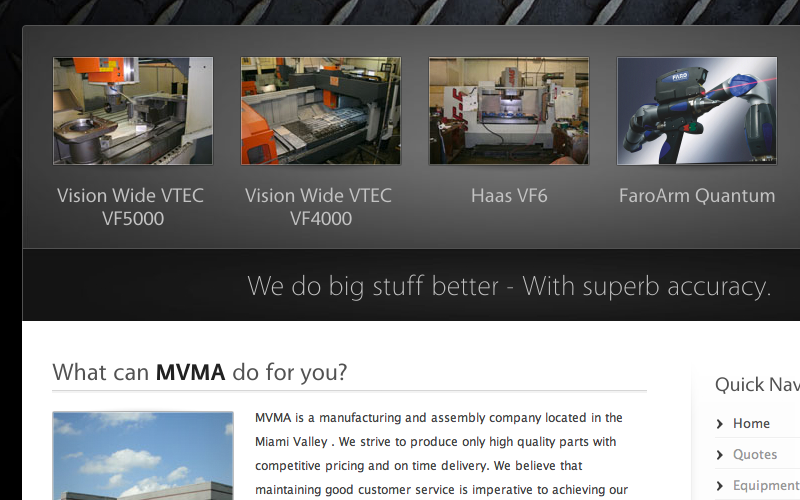 Vision Wide VTEC
VF5000
Vision Wide VTEC
VF4000
Haas VF6
FaroArm Quantum
We do big stuff better - With superb accuracy.
What can MVMA do for you?
MVMA is a manufacturing and assembly company located in the
Miami Valley . We strive to produce only high quality parts with
competitive pricing and on time delivery. We believe that
maintaining good customer service is imperative to achieving our
Quick Nav
Home
Quotes
Equipment